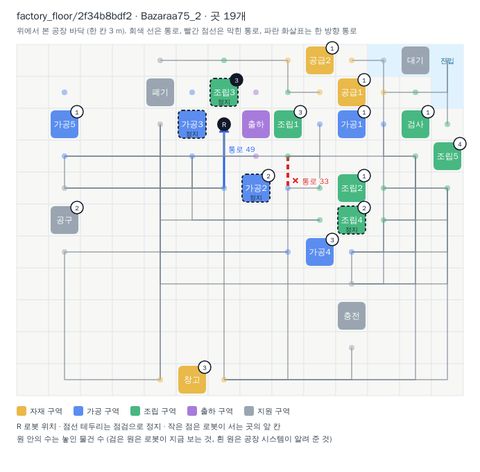 factory_floor/2f34b8bdf2 · Bazaraa75_2 · 곳 19개
위에서 본 공장 바닥 (한 칸 3 m). 회색 선은 통로, 빨간 점선은 막힌 통로, 파란 화살표는 한 방향 통로
공급2 1
대기
진입
폐기
조립3 3
정지
공급1 1
가공5 1
가공3
정지
R
출하
조립1 3
가공1 1
검사 1
통로 49
조립5 4
가공2 2
정지
✖ 통로 33
조립2 1
공구 2
조립4 2
정지
가공4 3
충전
창고 3
자재 구역 가공 구역 조립 구역 출하 구역 지원 구역
R 로봇 위치 · 점선 테두리는 점검으로 정지 · 작은 점은 로봇이 서는 곳의 앞 칸
원 안의 수는 놓인 물건 수 (검은 원은 로봇이 지금 보는 것, 흰 원은 공장 시스템이 알려 준 것)